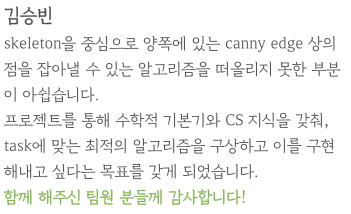 김승빈
skeleton을 중심으로 양쪽에 있는 canny edge 상의
점을 잡아낼 수 있는 알고리즘을 떠올리지 못한 부분
이 아쉽습니다.
프로젝트를 통해 수학적 기본기와 CS 지식을 갖춰,
task에 맞는 최적의 알고리즘을 구상하고 이를 구현
해내고 싶다는 목표를 갖게 되었습니다.
함께 해주신 팀원 분들께 감사합니다!